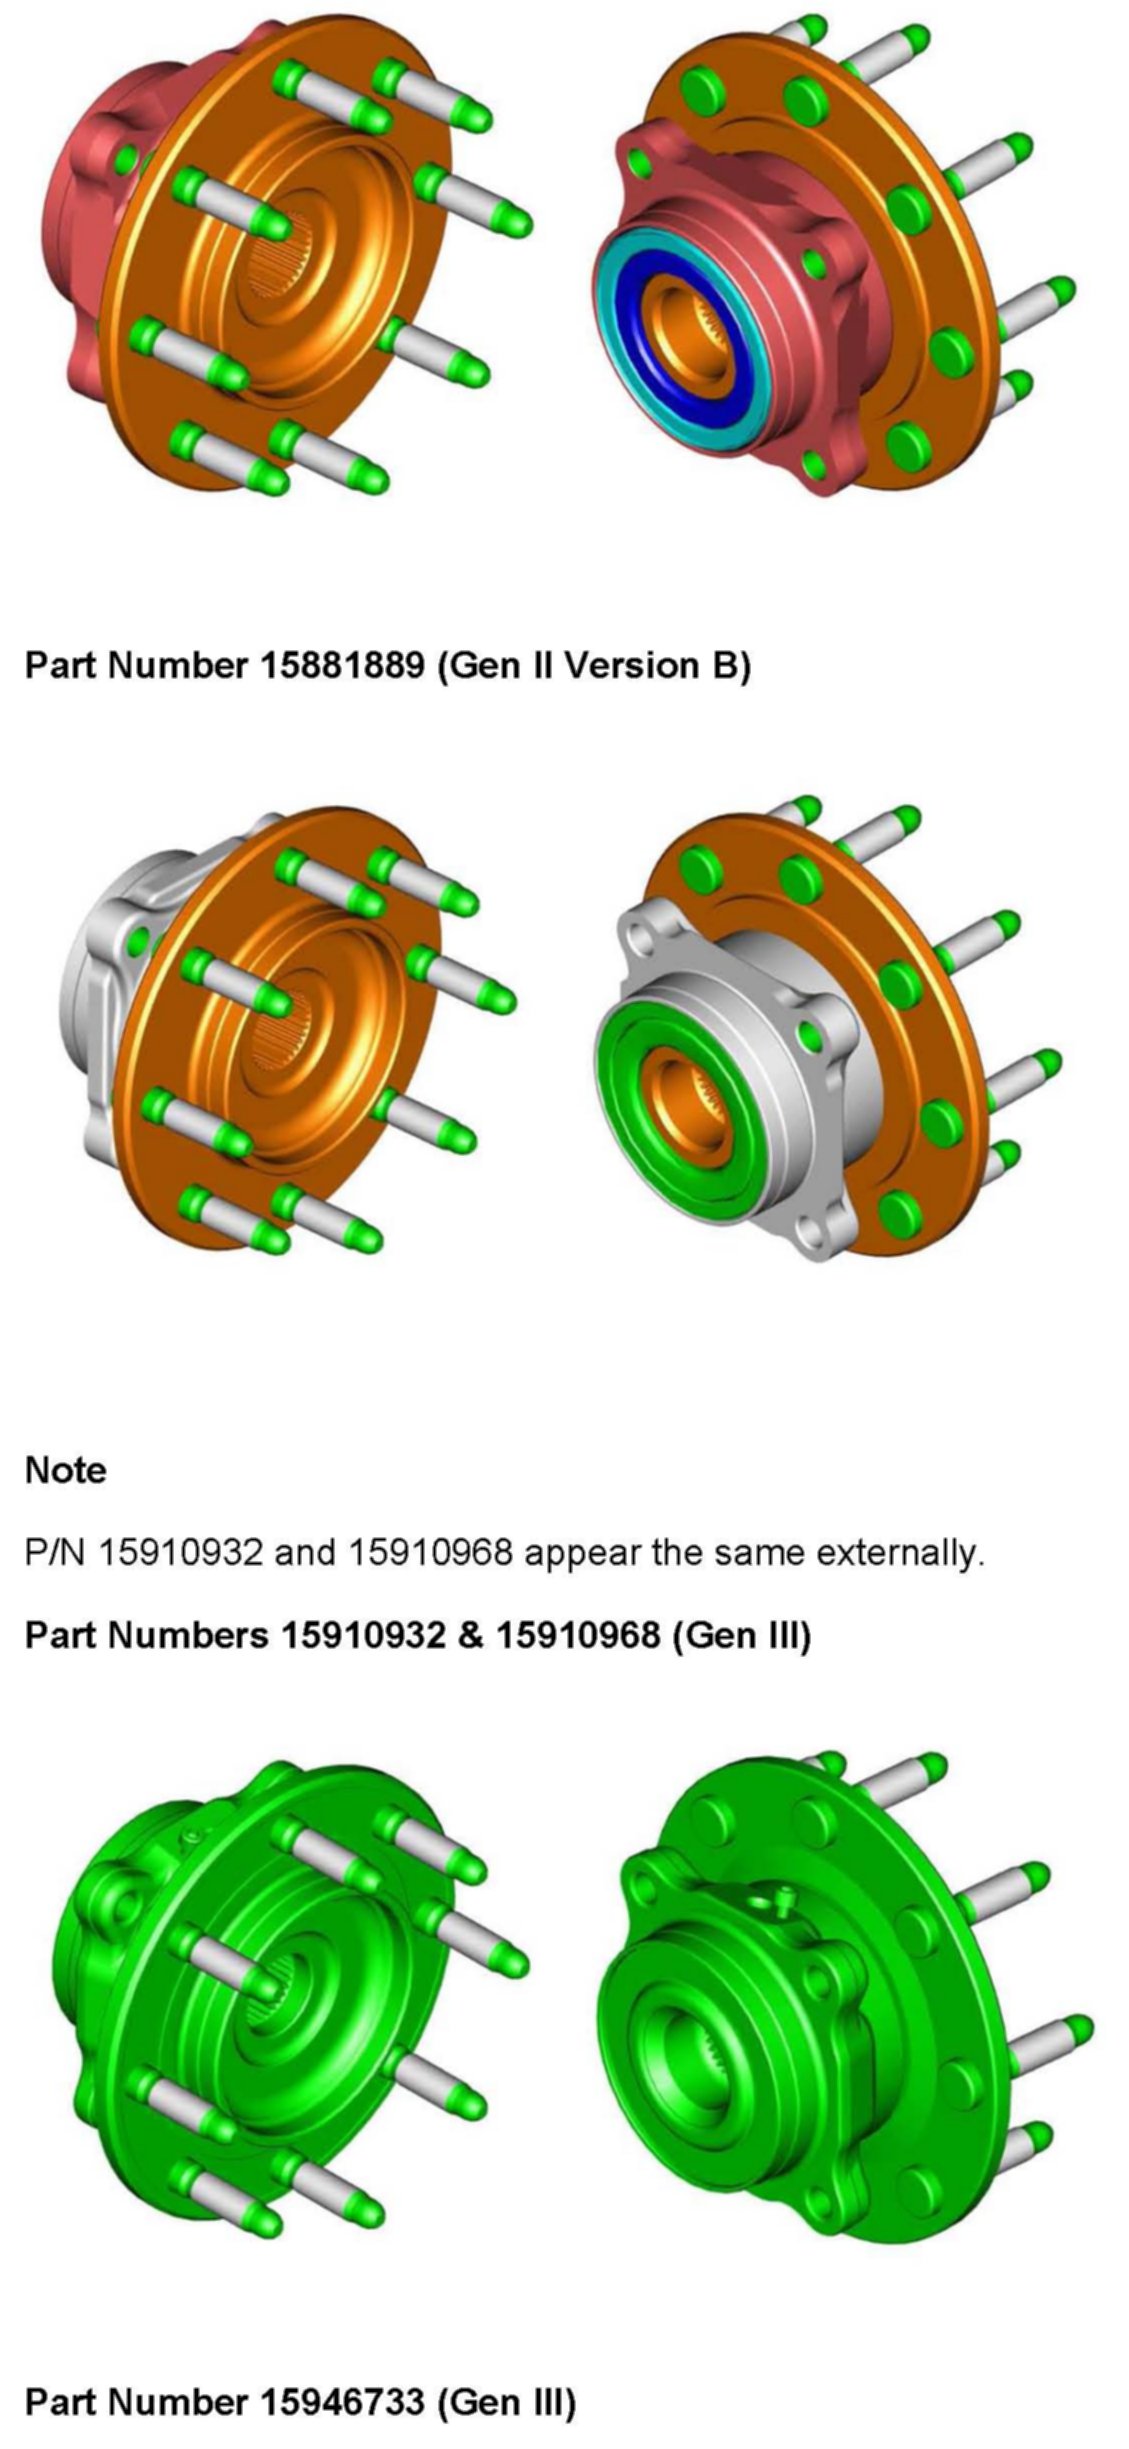 Part Number 15881889 (Gen II Version B)
Note
P/N 15910932 and 15910968 appear the same externally.
Part Numbers 15910932 & 15910968 (Gen III)
Part Number 15946733 (Gen III)